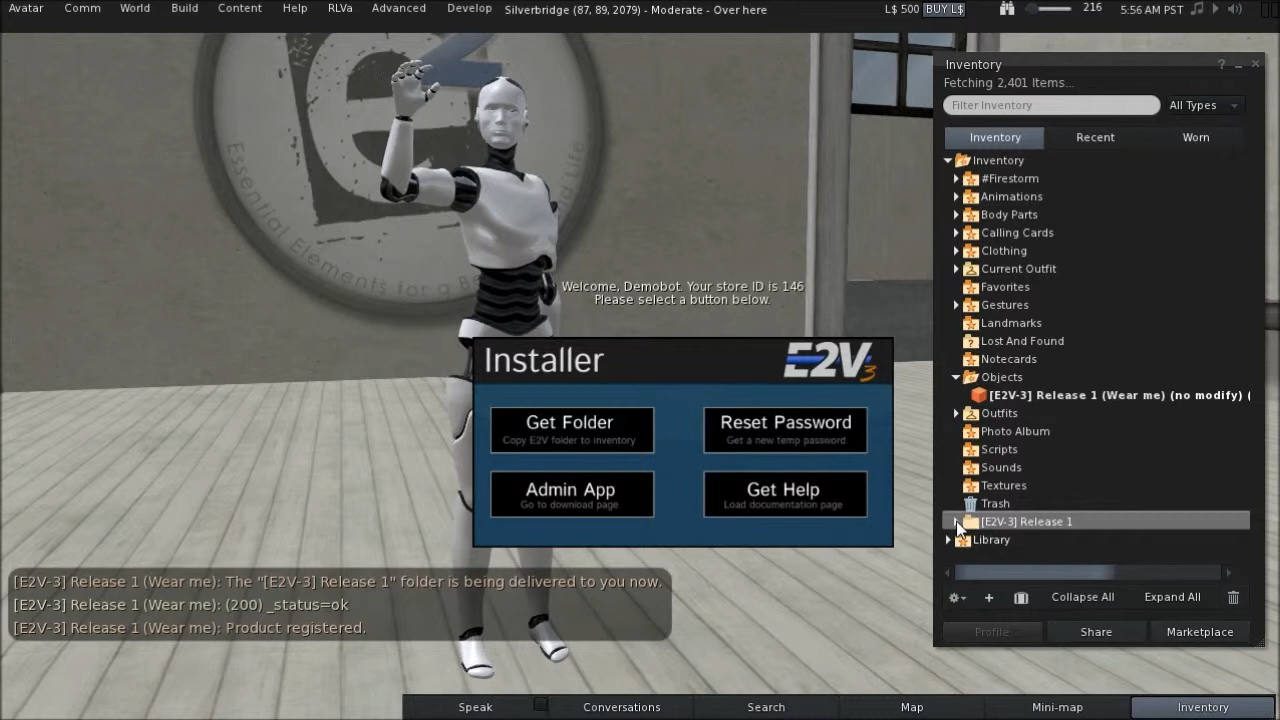 Avatar Comm World Build Content Help RLVa Advanced Develop Silverbridge (87, 89, 2079) - Moderate - Over here L$ 500 BUY L$ 216 5:56 AM PST
Inventory
Fetching 2,401 Items...
Filter Inventory All Types
Inventory Recent Worn
Inventory
#Firestorm
Animations
Body Parts
Calling Cards
Clothing
Current Outfit
Favorites
Gestures
Landmarks
Lost And Found
Notecards
Objects
[E2V-3] Release 1 (Wear me) (no modify) (
Outfits
Photo Album
Scripts
Sounds
Textures
Trash
[E2V-3] Release 1
Library
Collapse All Expand All
Profile Share Marketplace
Essential Elements for a Be
Welcome, Demobot. Your store ID is 146
Please select a button below.
Installer E2V3
Get Folder
Copy E2V folder to inventory
Reset Password
Get a new temp password
Admin App
Go to download page
Get Help
Load documentation page
[E2V-3] Release 1 (Wear me): The "[E2V-3] Release 1" folder is being delivered to you now.
[E2V-3] Release 1 (Wear me): (200) _status=ok
[E2V-3] Release 1 (Wear me): Product registered.
Speak Conversations Search Map Mini-map Inventory